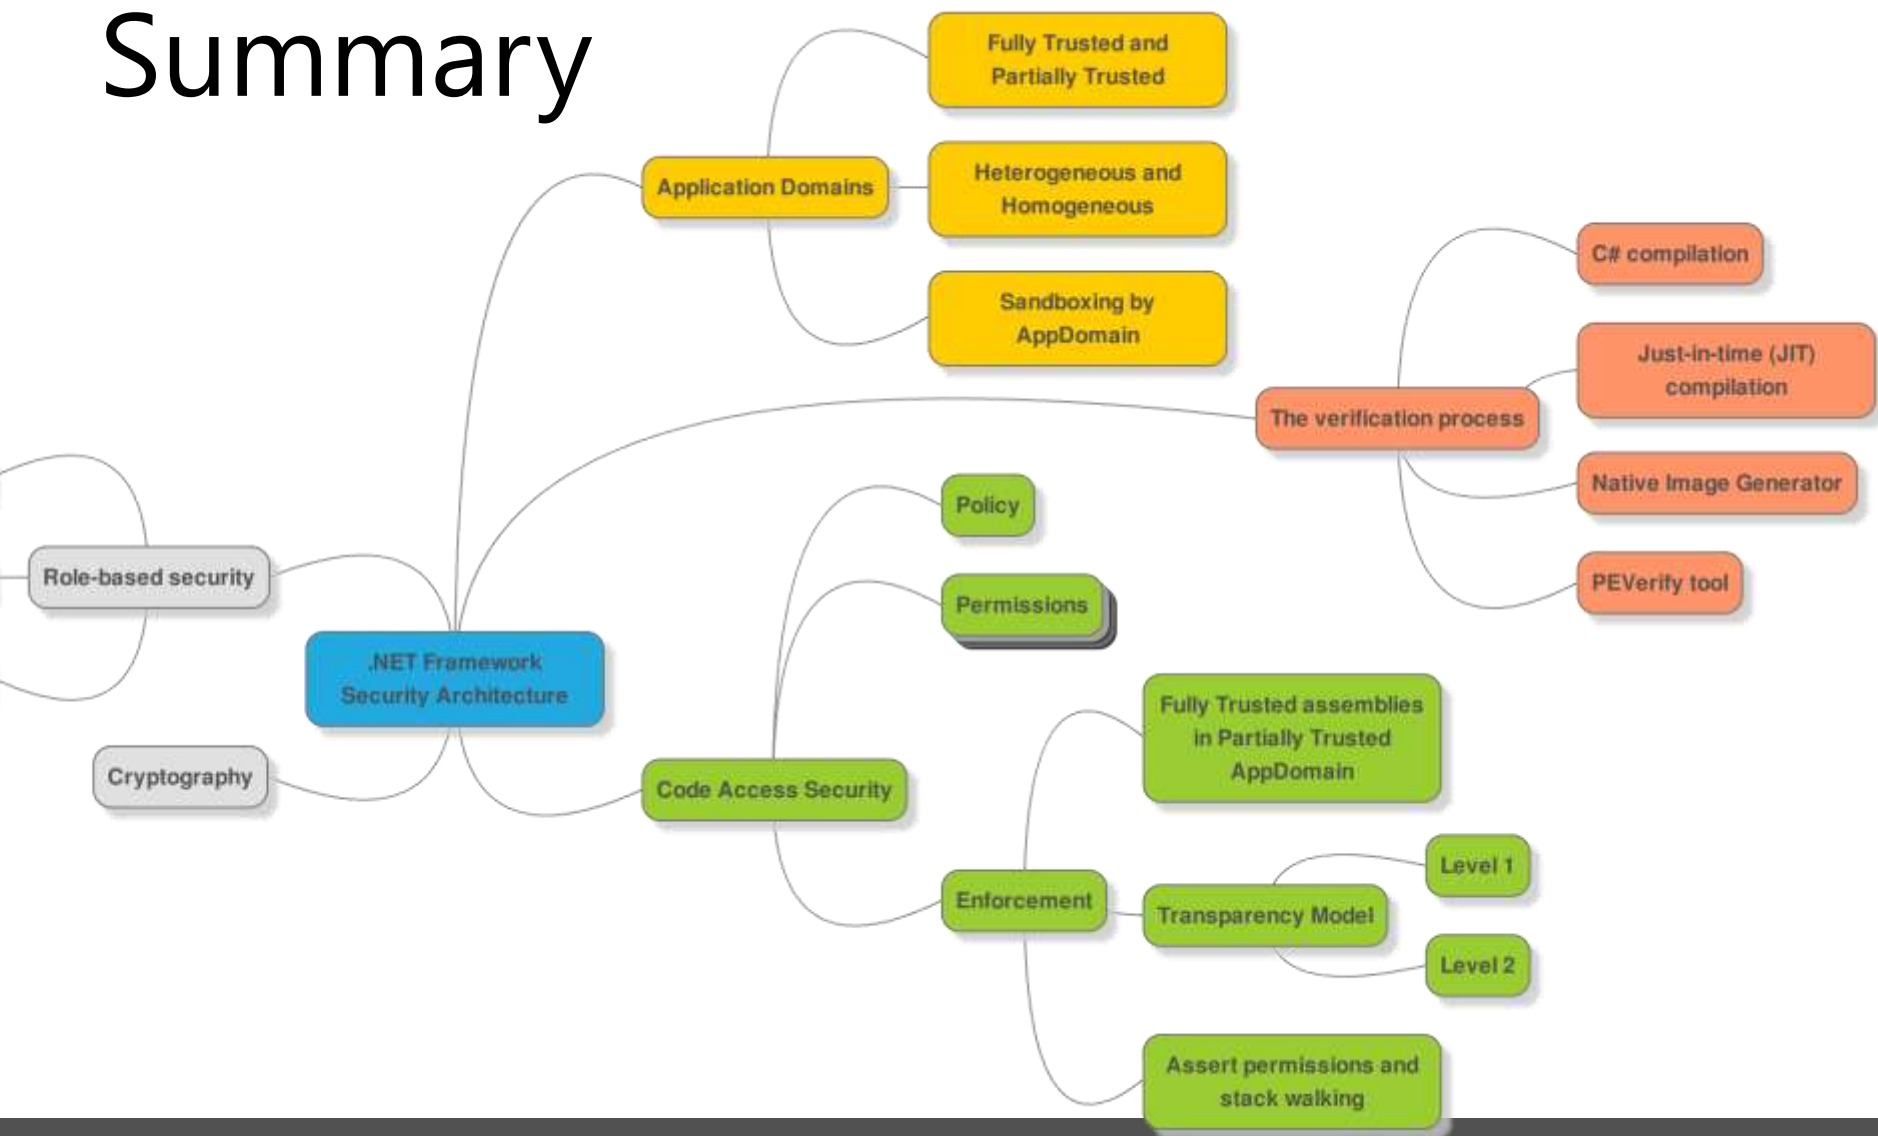 Summary
Fully Trusted and
Partially Trusted
Application Domains
Heterogeneous and
Homogeneous
Sandboxing by
AppDomain
C# compilation
Just-in-time (JIT)
compilation
The verification process
Native Image Generator
PEVerify tool
Policy
Permissions
Role-based security
.NET Framework
Security Architecture
Cryptography
Code Access Security
Fully Trusted assemblies
in Partially Trusted
AppDomain
Enforcement
Transparency Model
Level 1
Level 2
Assert permissions and
stack walking